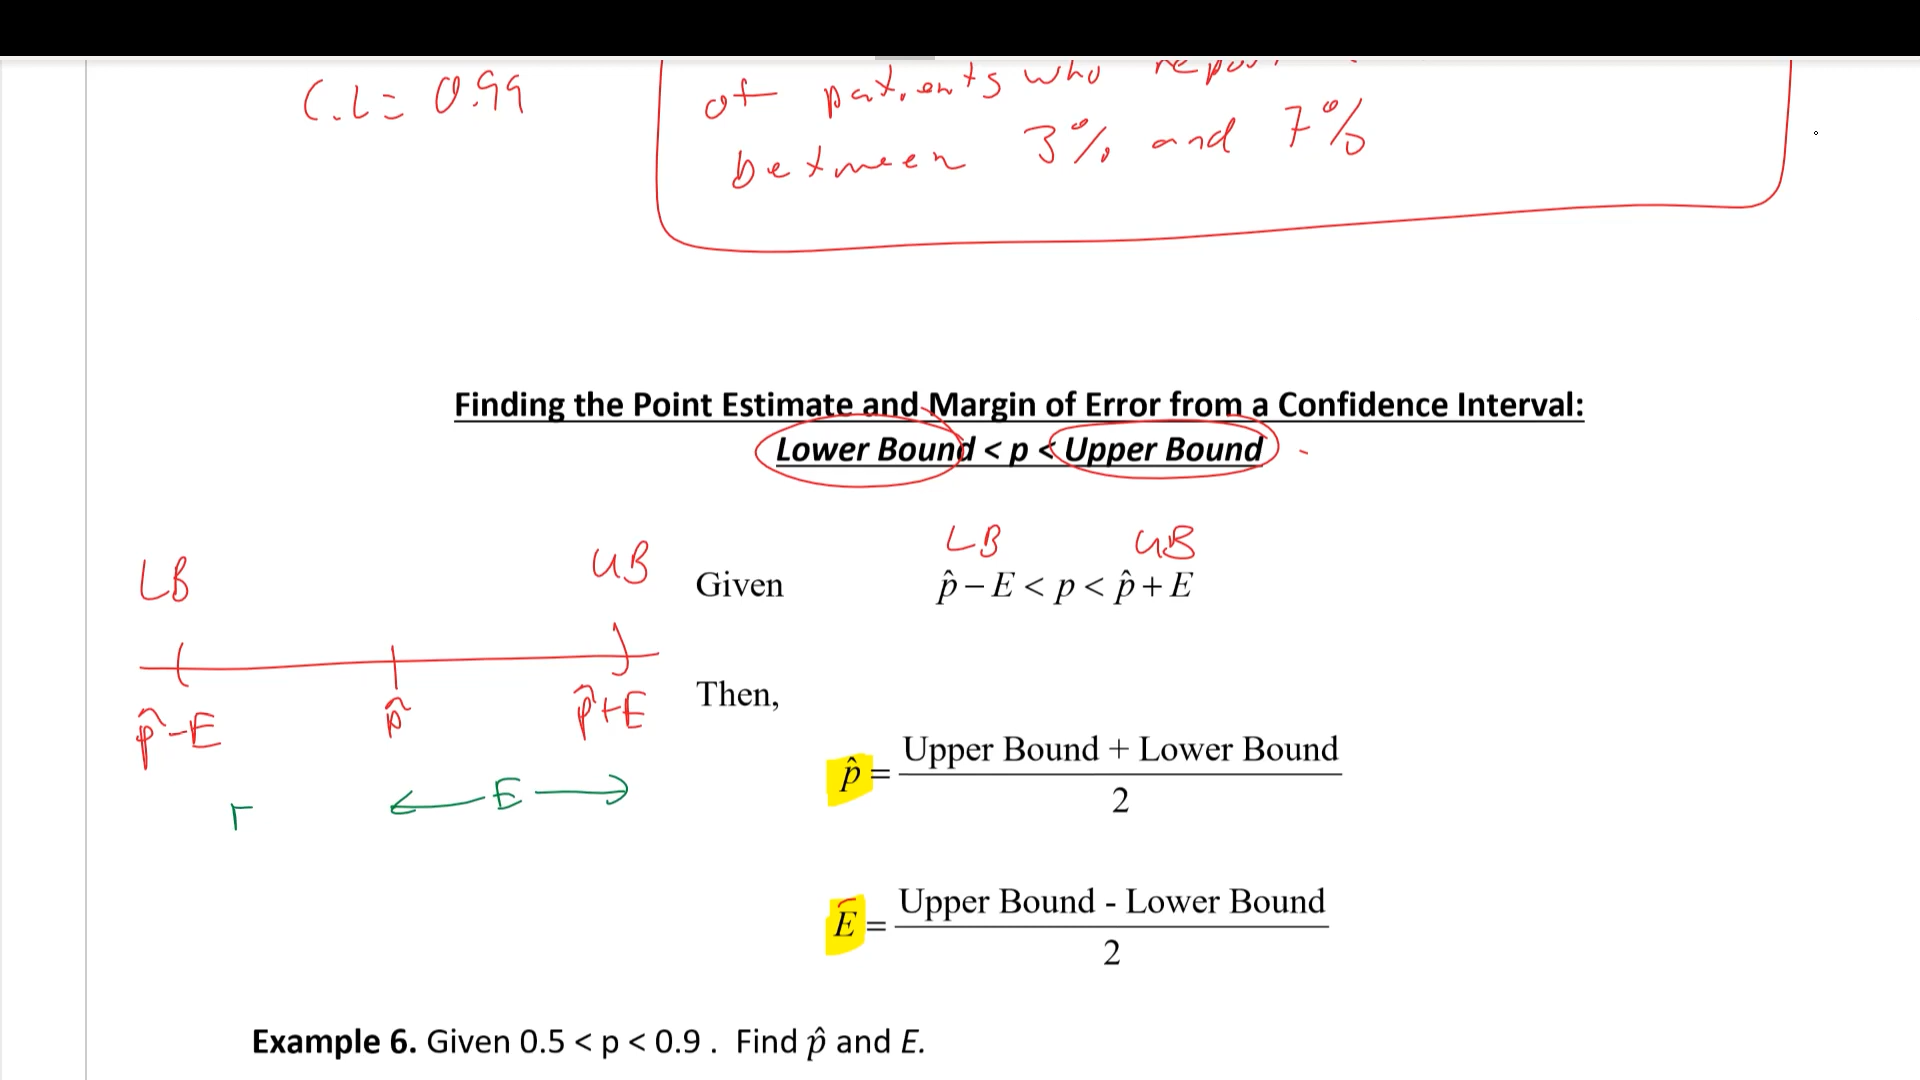 C.L = 0.99
of patients who
between 3% and 7%
Finding the Point Estimate and Margin of Error from a Confidence Interval:
Lower Bound < p < Upper Bound
LB UB
LB UB
Given p̂ – E < p < p̂ + E
p̂-E p̂ p̂+E
Then,
p̂ = Upper Bound + Lower Bound
2
E
E = Upper Bound - Lower Bound
2
Example 6. Given 0.5 < p < 0.9 . Find p̂ and E.